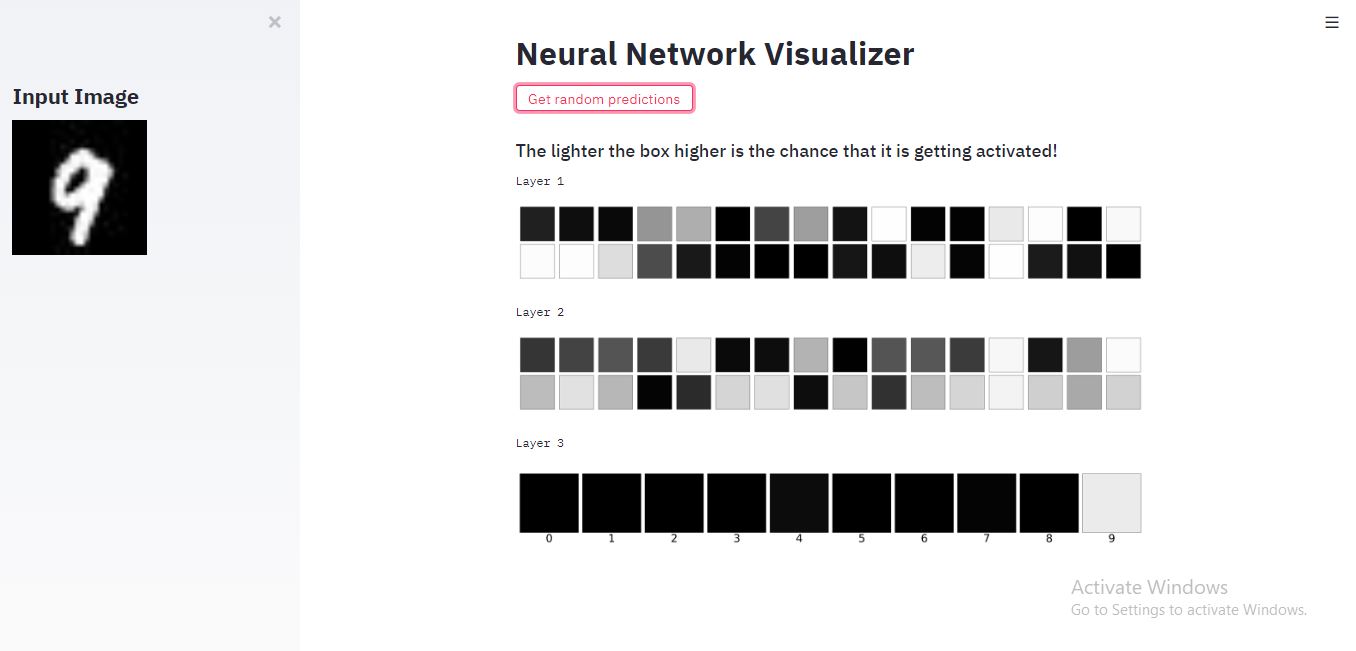 ×
☰
Input Image
9
Neural Network Visualizer
Get random predictions
The lighter the box higher is the chance that it is getting activated!
Layer 1
Layer 2
Layer 3
0 1 2 3 4 5 6 7 8 9
Activate Windows
Go to Settings to activate Windows.